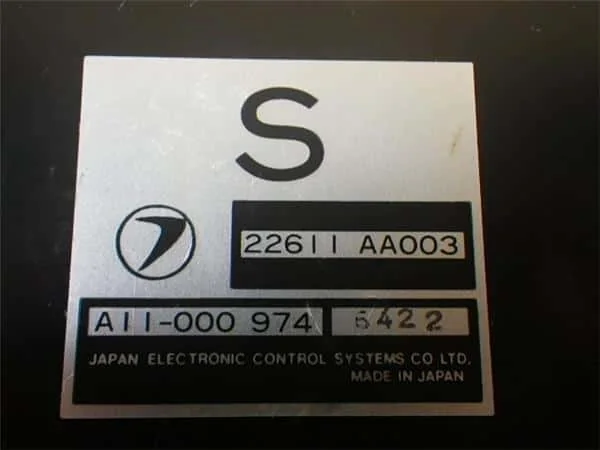 S
22611 AA003
A11-000 974 6422
JAPAN ELECTRONIC CONTROL SYSTEMS CO LTD.
MADE IN JAPAN